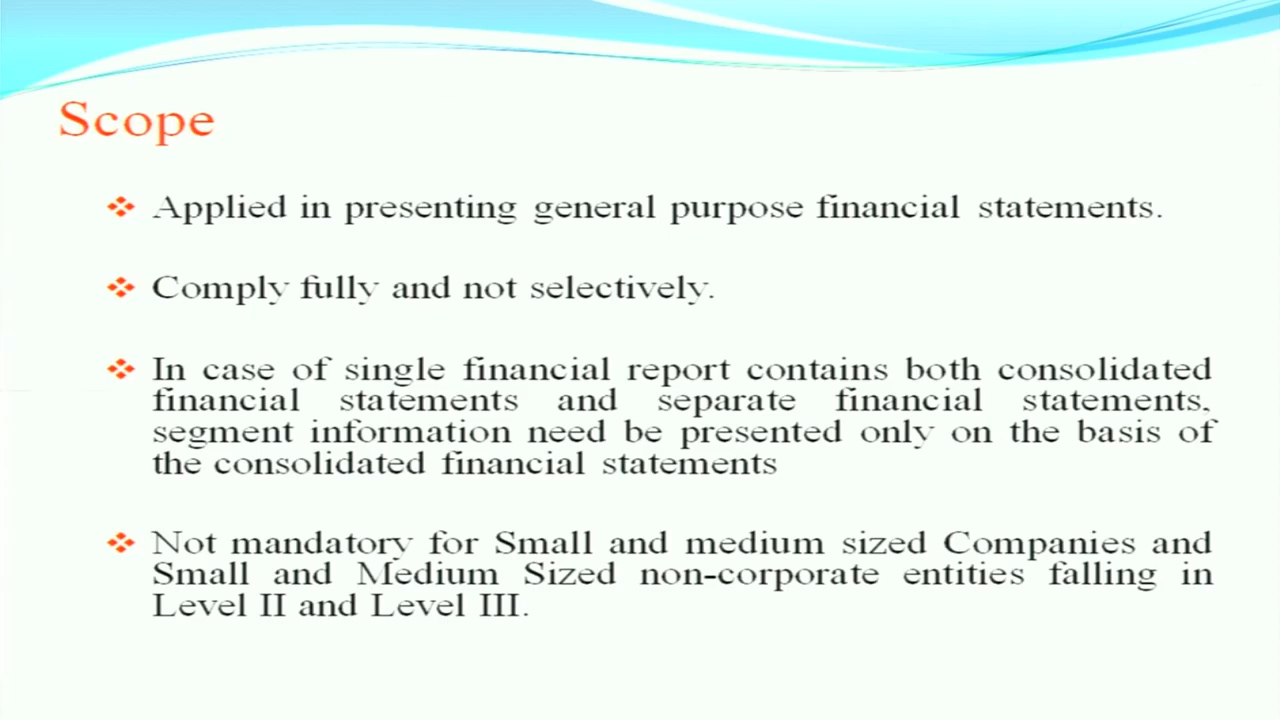 Scope
Applied in presenting general purpose financial statements.
Comply fully and not selectively.
In case of single financial report contains both consolidated
financial statements and separate financial statements,
segment information need be presented only on the basis of
the consolidated financial statements
Not mandatory for Small and medium sized Companies and
Small and Medium Sized non-corporate entities falling in
Level II and Level III.